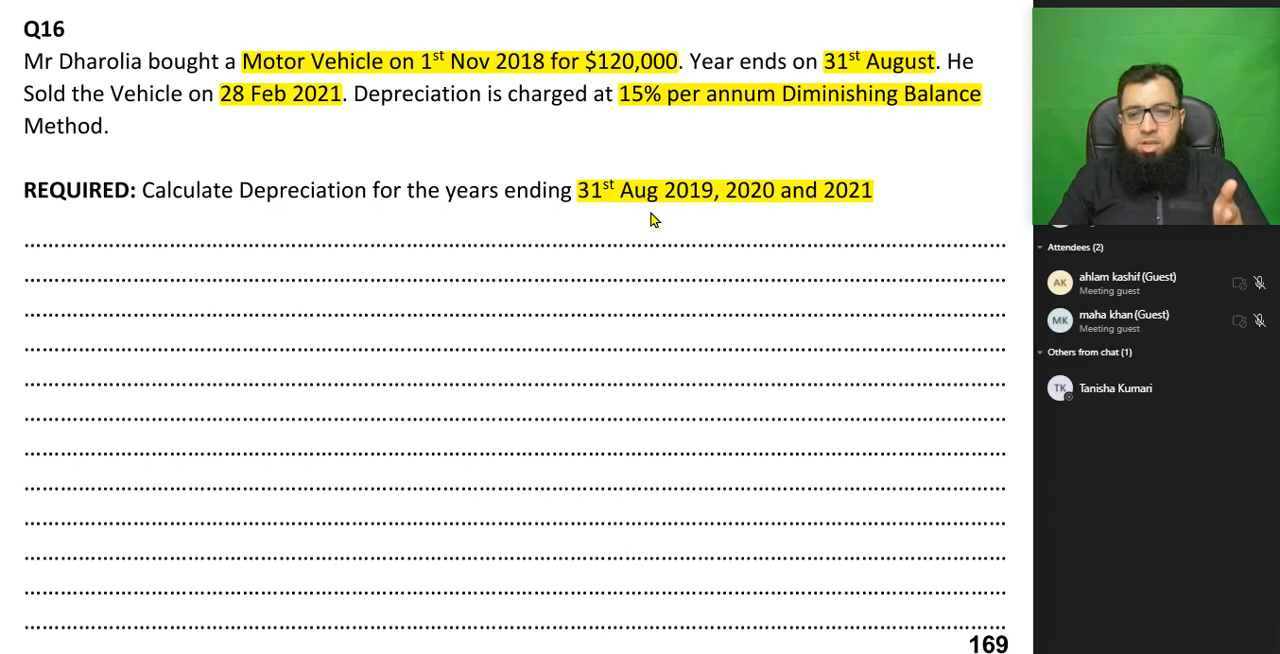 Q16
Mr Dharolia bought a Motor Vehicle on 1st Nov 2018 for $120,000. Year ends on 31st August. He
Sold the Vehicle on 28 Feb 2021. Depreciation is charged at 15% per annum Diminishing Balance
Method.
REQUIRED: Calculate Depreciation for the years ending 31st Aug 2019, 2020 and 2021
169
Attendees (2)
AK
ahlam kashif (Guest)
Meeting guest
MK
maha khan (Guest)
Meeting guest
Others from chat (1)
TK
Tanisha Kumari